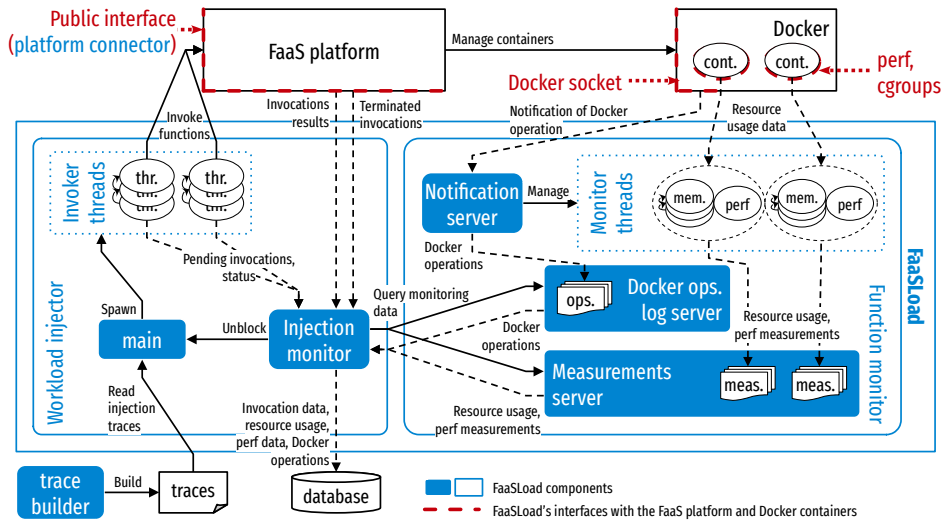 Public interface
(platform connector)
FaaS platform
Manage containers
Docker
cont.
cont.
Docker socket
perf,
cgroups
Invocations
results
Terminated
invocations
Notification of Docker
operation
Resource
usage data
Invoke
functions
Invoker
threads
thr.
thr.
thr.
thr.
Notification
server
Manage
Monitor
threads
mem.
perf
mem.
perf
Pending invocations,
status
Docker
operations
Query monitoring
data
ops.
Docker ops.
log server
Spawn
main
Unblock
Injection
monitor
Docker
operations
Resource usage,
perf measurements
Measurements
server
meas.
meas.
Workload injector
Function monitor
FaaSLoad
Read
injection
traces
Invocation data,
resource usage,
perf data, Docker
operations
Resource usage,
perf measurements
trace
builder
Build
traces
database
FaaSLoad components
FaaSLoad's interfaces with the FaaS platform and Docker containers